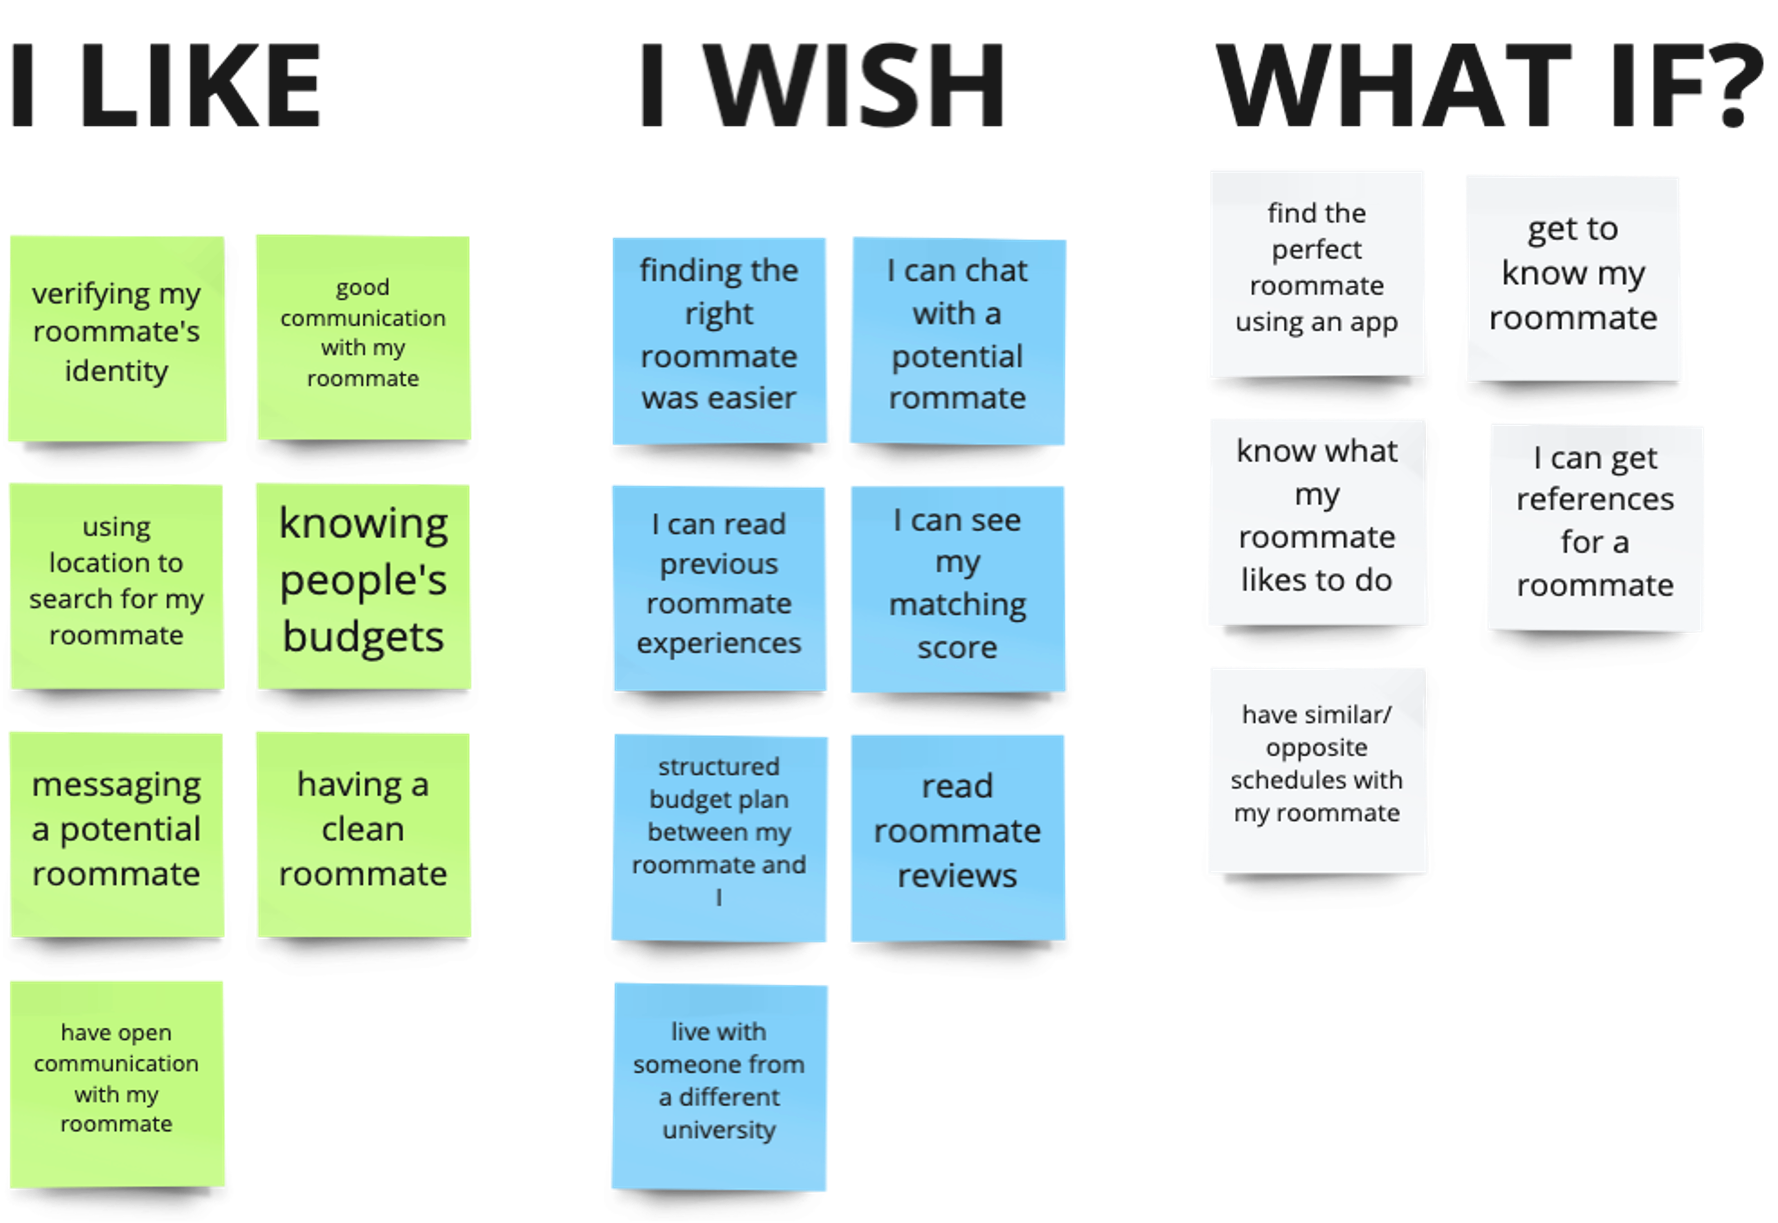 I LIKE
I WISH
WHAT IF?
verifying my
roommate's
identity
good
communication
with my
roommate
using
location to
search for my
roommate
knowing
people's
budgets
messaging
a potential
roommate
having a
clean
roommate
have open
communication
with my
roommate
finding the
right
roommate
was easier
I can chat
with a
potential
rommate
I can read
previous
roommate
experiences
I can see
my
matching
score
structured
budget plan
between my
roommate and
I
read
roommate
reviews
live with
someone from
a different
university
find the
perfect
roommate
using an app
get to
know my
roommate
know what
my
roommate
likes to do
I can get
references
for a
roommate
have similar/
opposite
schedules with
my roommate